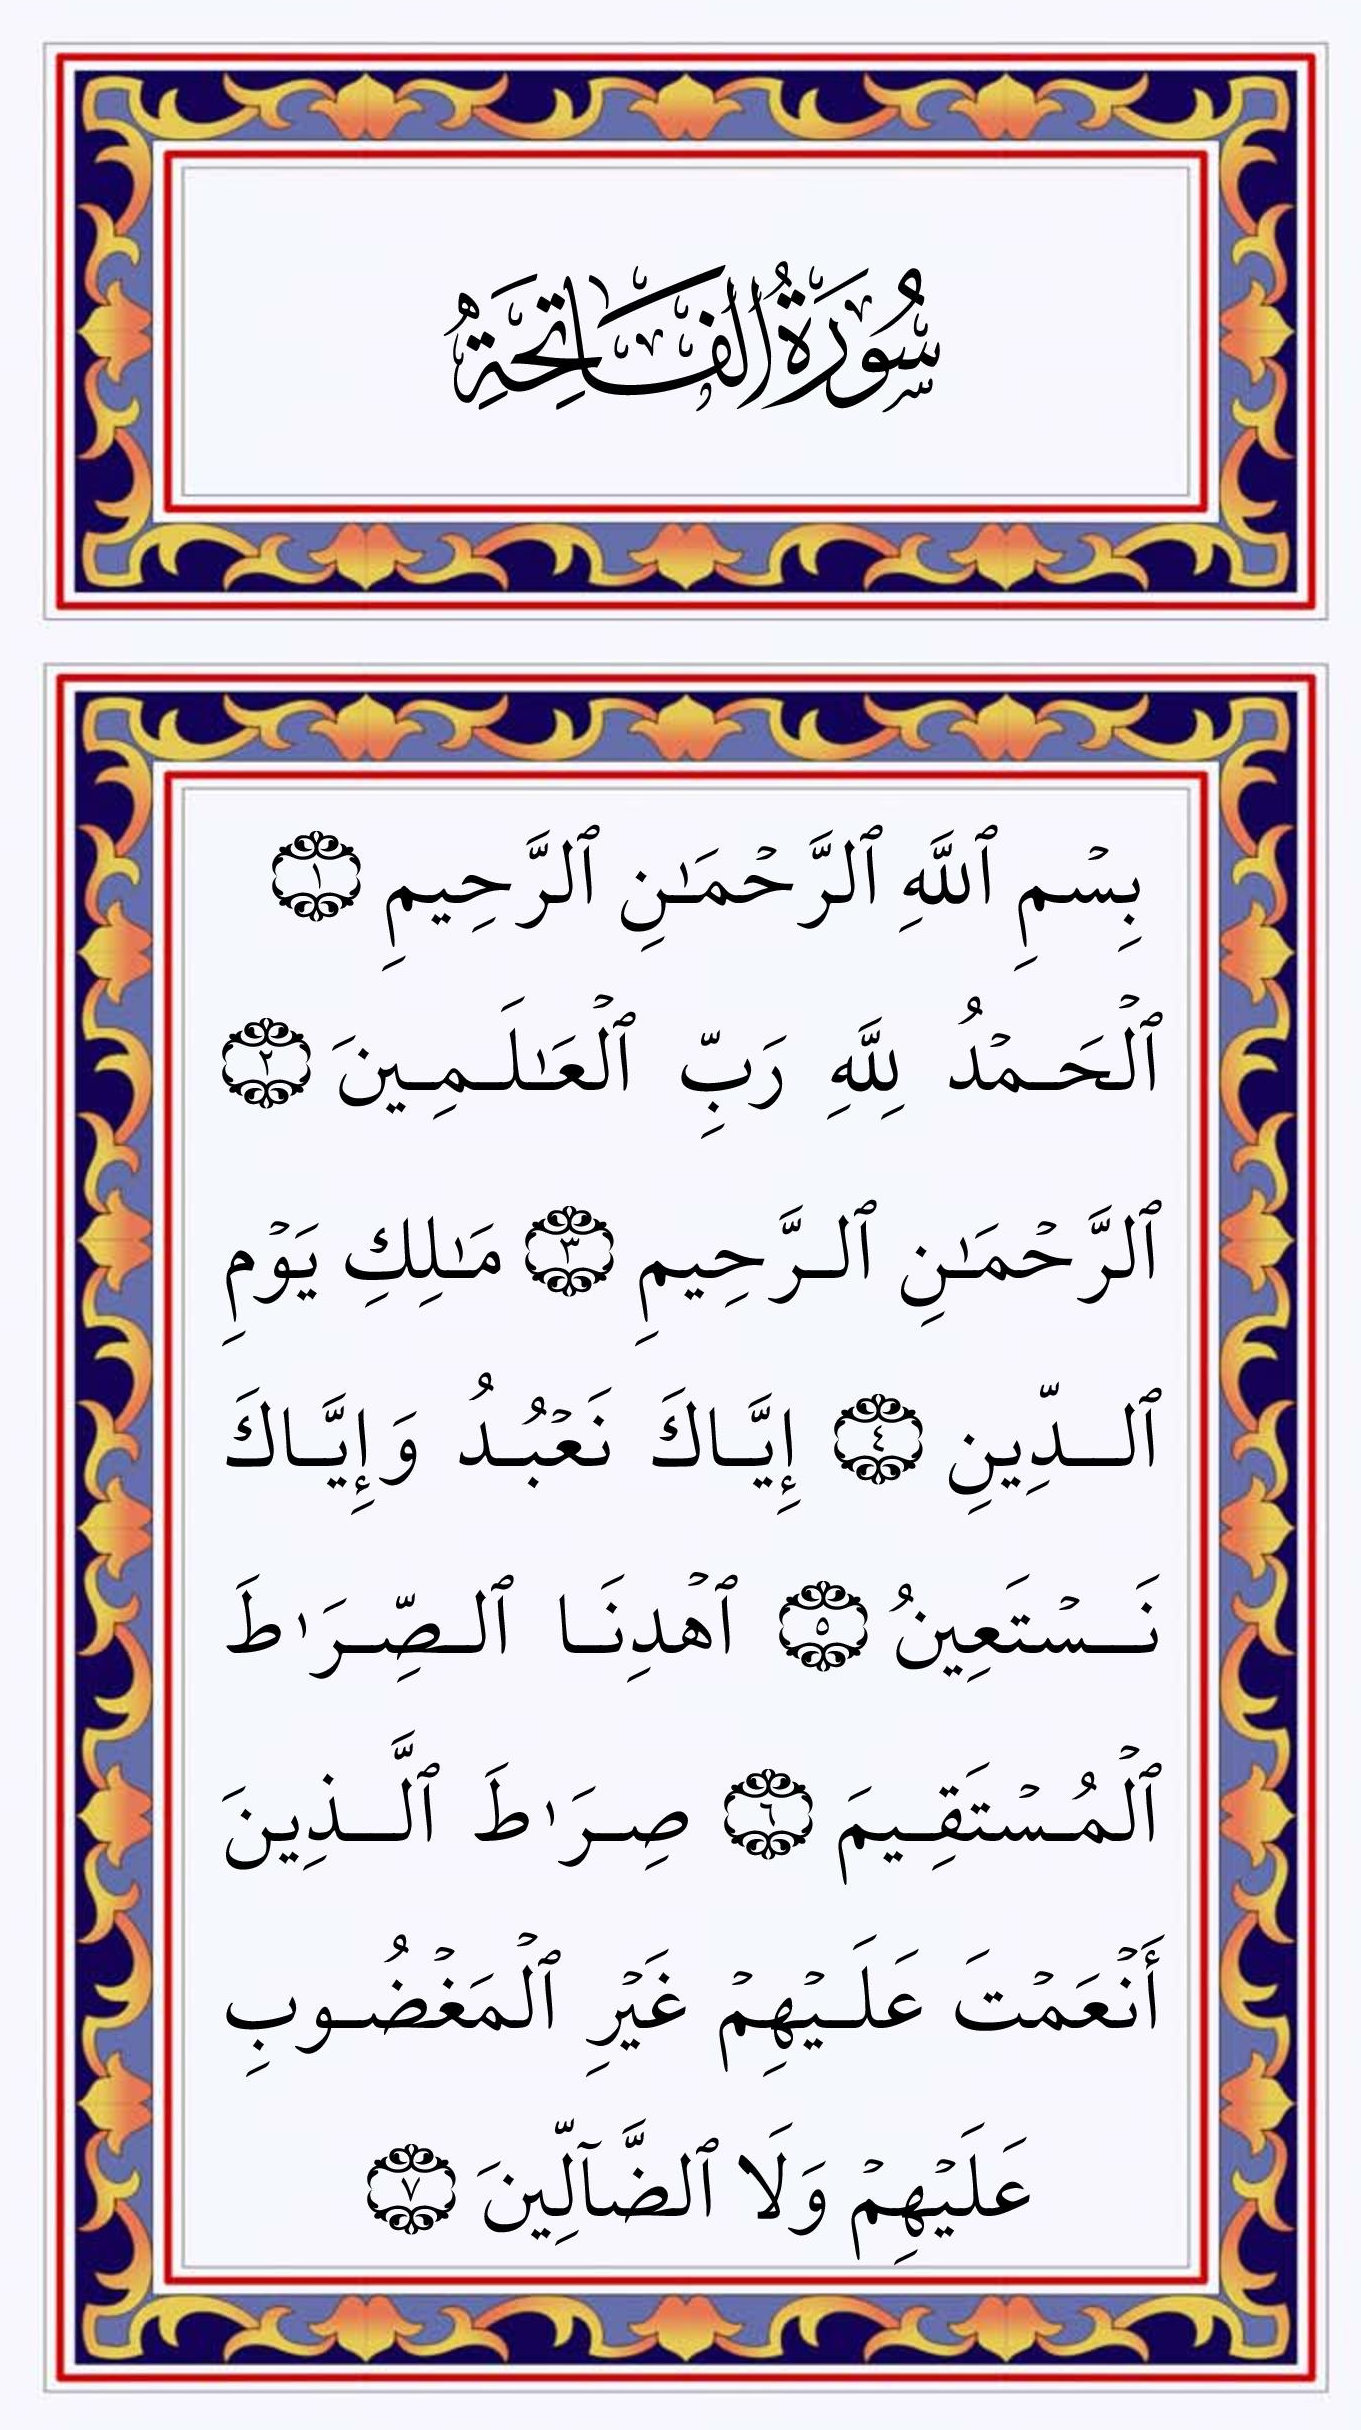 سُورَةُ الْفَاتِحَةِ
بِسۡمِ ٱللَّهِ ٱلرَّحۡمَٰنِ ٱلرَّحِيمِ ١
ٱلۡحَمۡدُ لِلَّهِ رَبِّ ٱلۡعَٰلَمِينَ ٢
ٱلرَّحۡمَٰنِ ٱلرَّحِيمِ ٣ مَٰلِكِ يَوۡمِ
ٱلدِّينِ ٤ إِيَّاكَ نَعۡبُدُ وَإِيَّاكَ
نَسۡتَعِينُ ٥ ٱهۡدِنَا ٱلصِّرَٰطَ
ٱلۡمُسۡتَقِيمَ ٦ صِرَٰطَ ٱلَّذِينَ
أَنۡعَمۡتَ عَلَيۡهِمۡ غَيۡرِ ٱلۡمَغۡضُوبِ
عَلَيۡهِمۡ وَلَا ٱلضَّآلِّينَ ٧